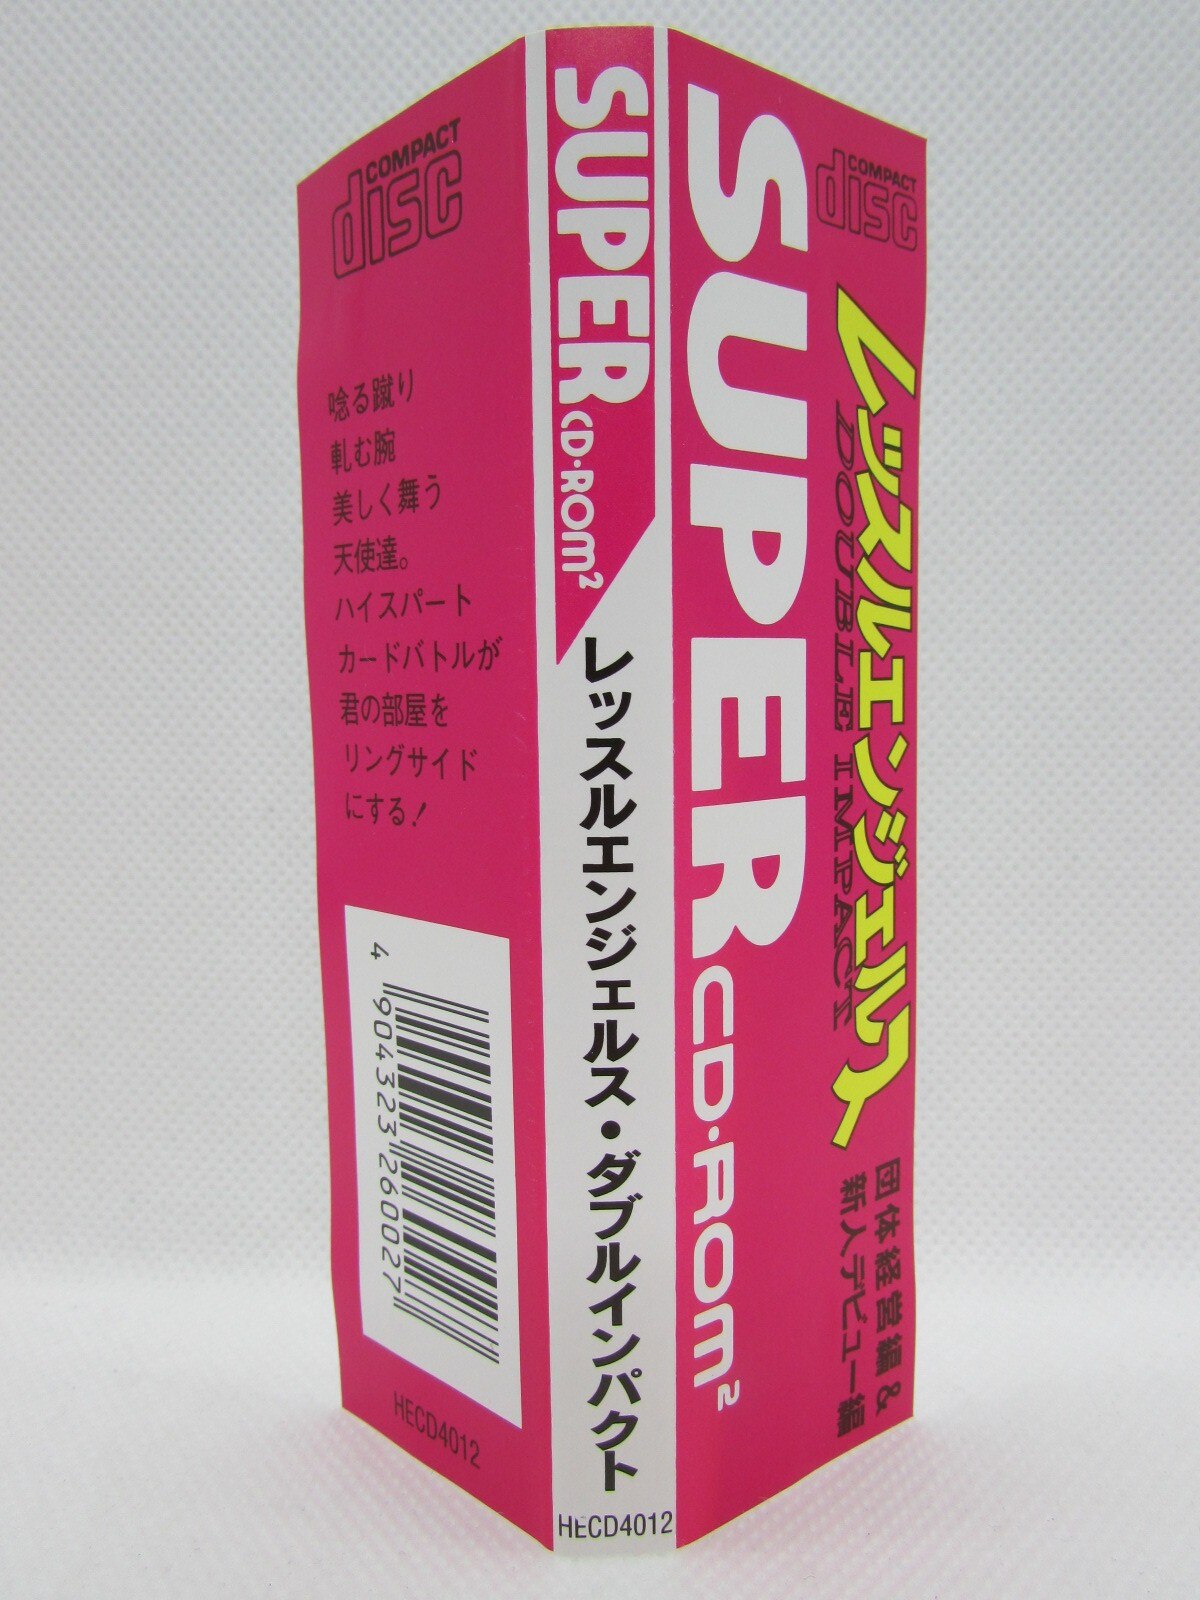 COMPACT
disc
唸る蹴り
軋む腕
美しく舞う
天使達。
ハイスパート
カードバトルが
君の部屋を
リングサイド
にする!
4 904323 260027
HECD4012
SUPER CD・ROM²
レッスルエンジェルス・ダブルインパクト
HECD4012
SUPER CD・ROM²
COMPACT
disc
レッスルエンジェルス
DOUBLE IMPACT
団体経営編&
新人デビュー編